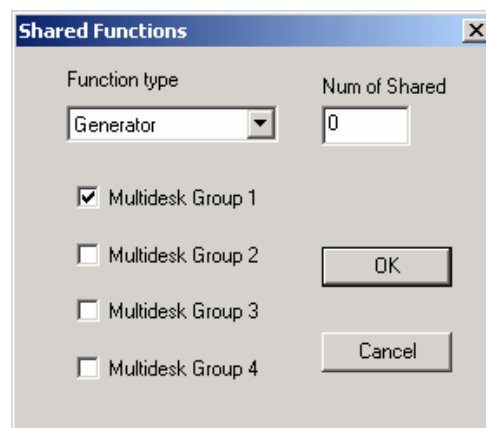 Shared Functions
Function type
Num of Shared
Generator
0
Multidesk Group 1
Multidesk Group 2
OK
Multidesk Group 3
Cancel
Multidesk Group 4